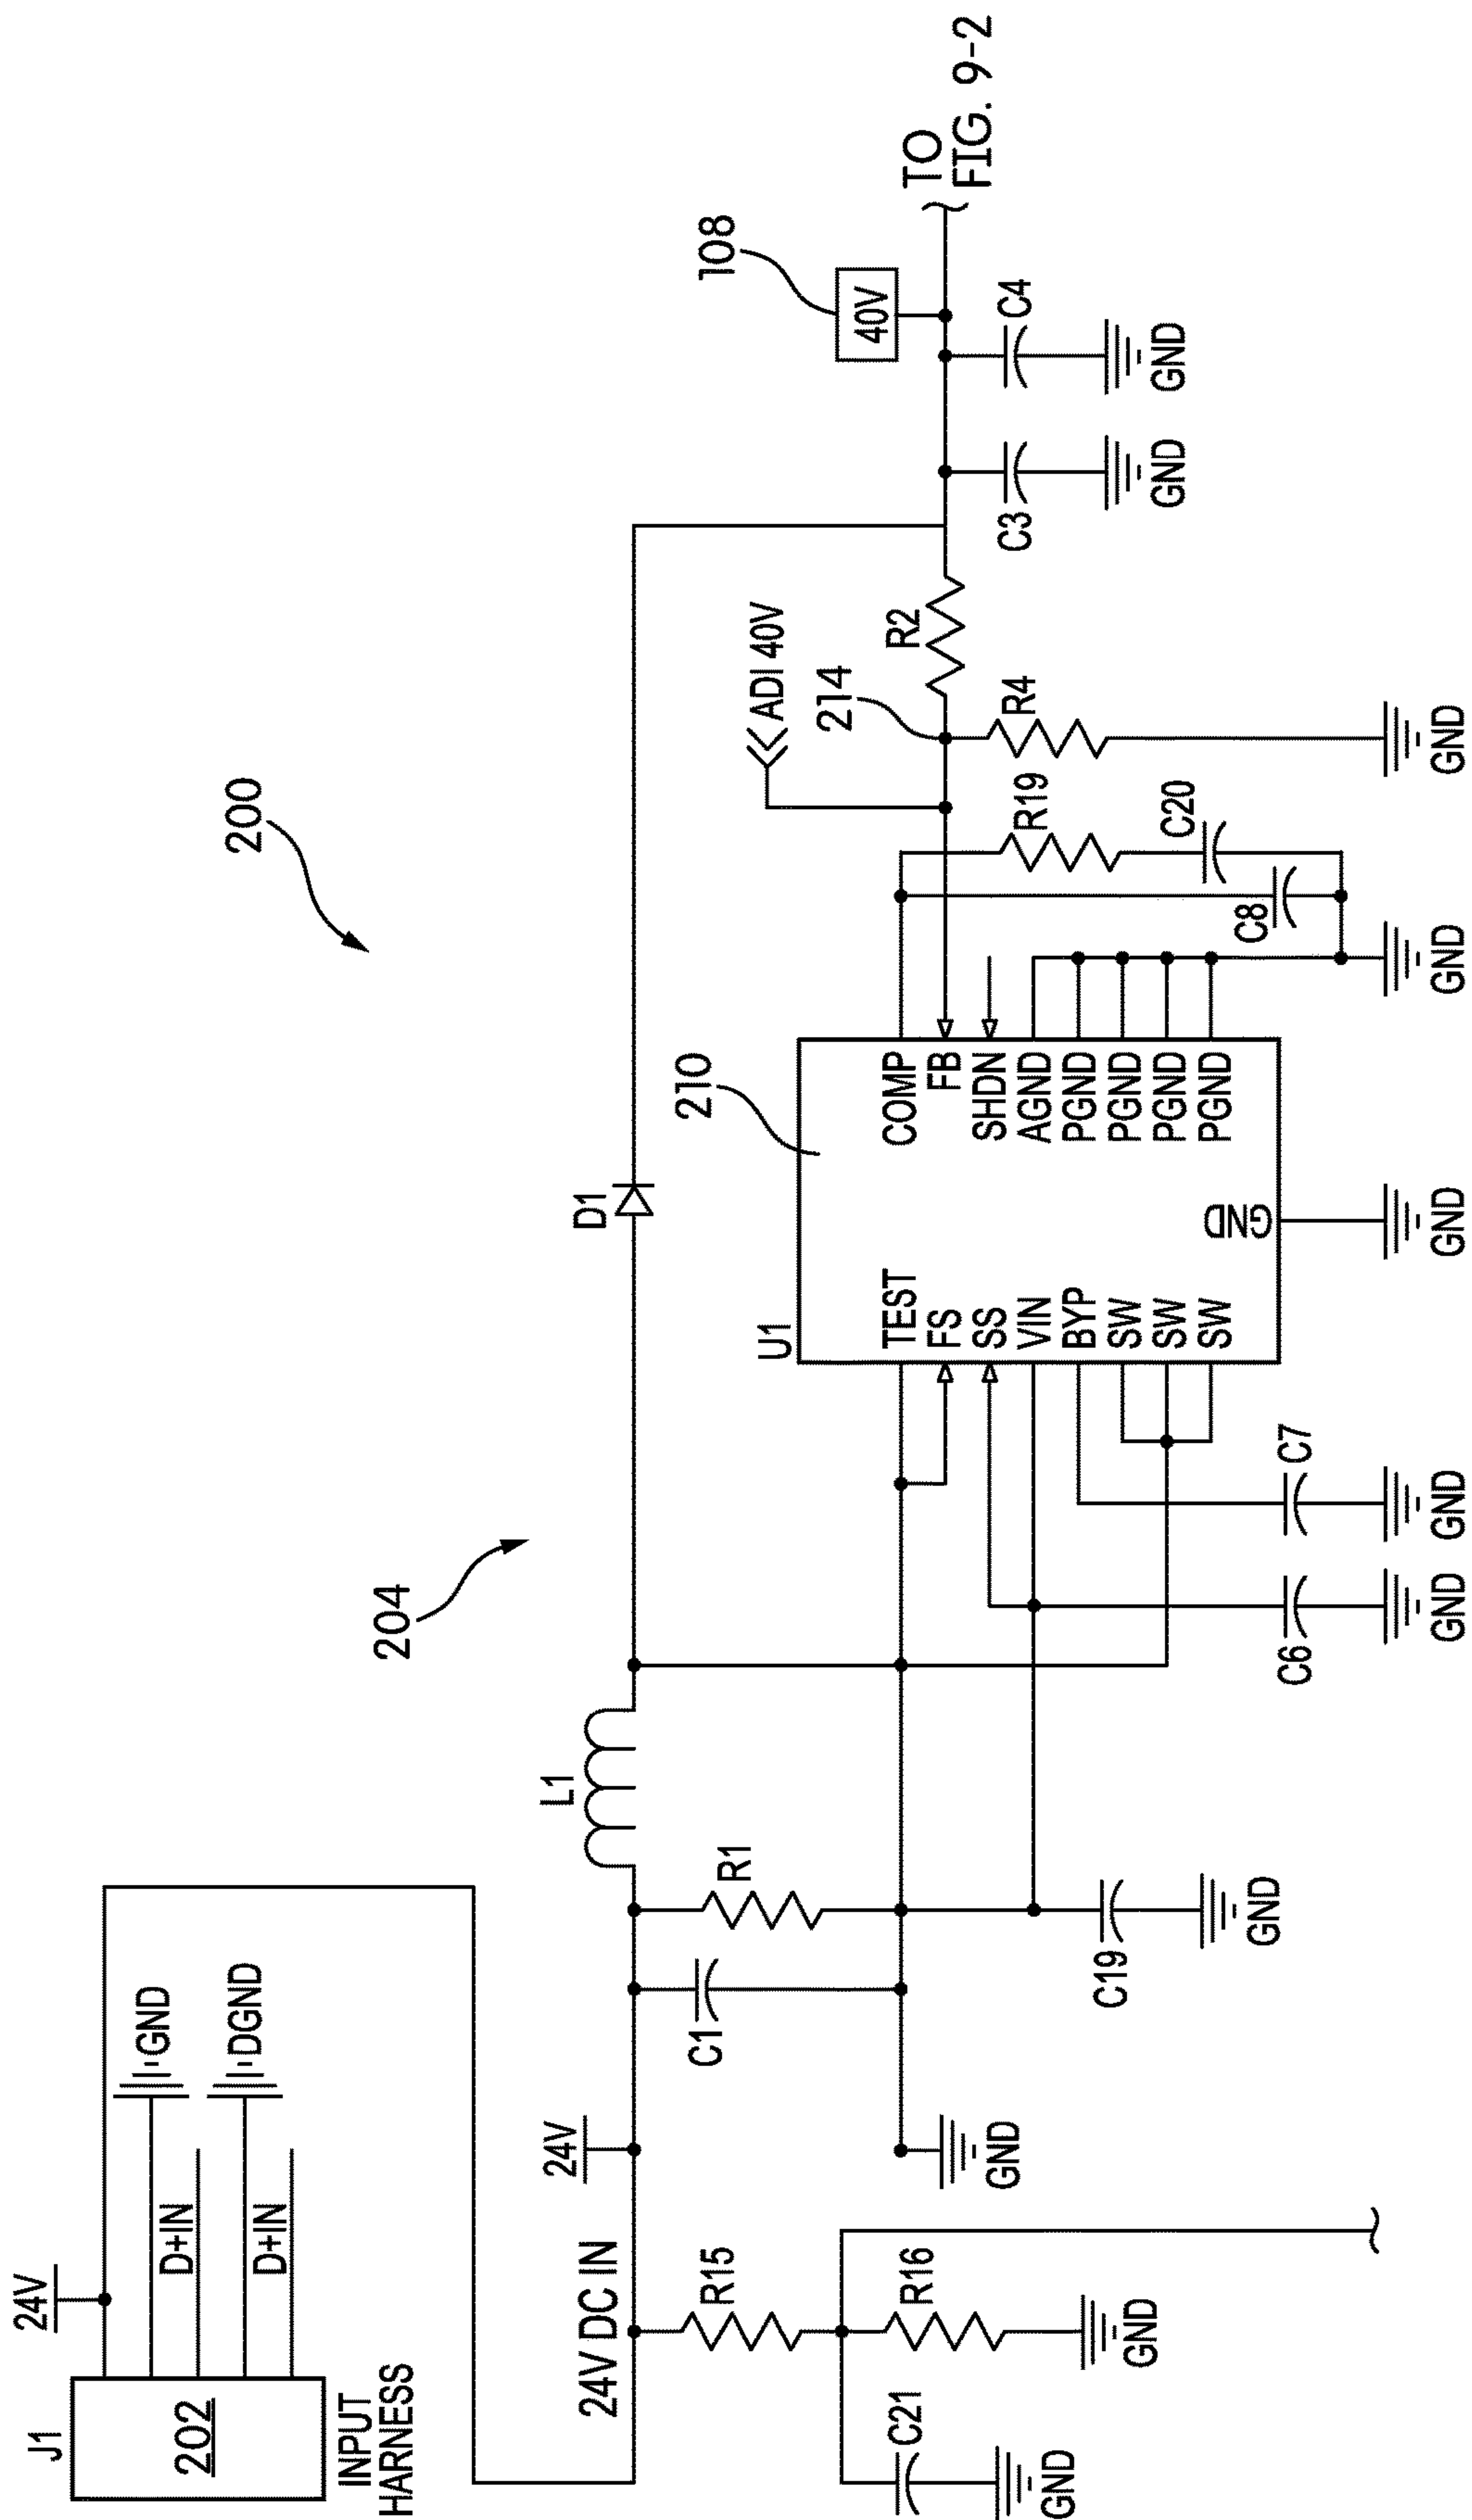 200
204
J1
202
INPUT
HARNESS
24V
GND
D+IN
DGND
D+IN
24V DC IN
24V
L1
D1
C1
R1
R15
R16
C21
GND
GND
GND
C19
GND
C6
GND
C7
GND
U1
210
TEST
FS
SS
VIN
BYP
SW
SW
SW
GND
GND
COMP
FB
SHDN
AGND
PGND
PGND
PGND
PGND
GND
C8
C20
R19
R4
GND
214
ADI 40V
R2
C3
GND
C4
GND
40V
108
TO
FIG. 9-2